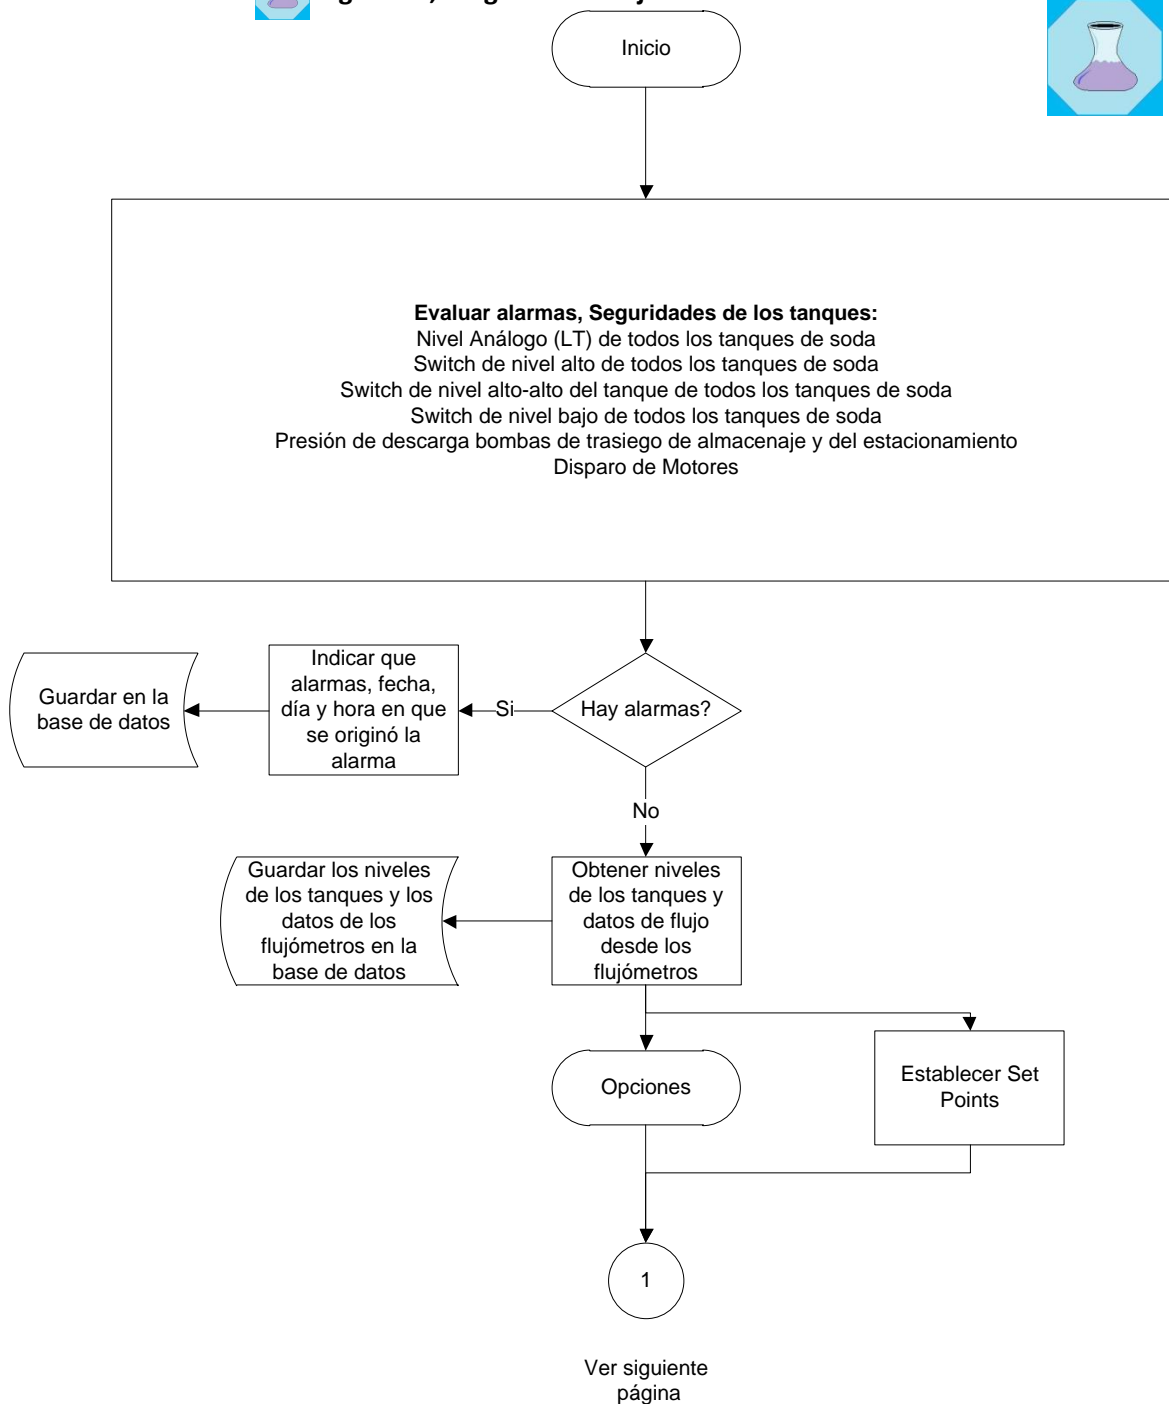 Inicio
Evaluar alarmas, Seguridades de los tanques:
Nivel Análogo (LT) de todos los tanques de soda
Switch de nivel alto de todos los tanques de soda
Switch de nivel alto-alto del tanque de todos los tanques de soda
Switch de nivel bajo de todos los tanques de soda
Presión de descarga bombas de trasiego de almacenaje y del estacionamiento
Disparo de Motores
Hay alarmas?
Si
Indicar que
alarmas, fecha,
día y hora en que
se originó la
alarma
Guardar en la
base de datos
No
Obtener niveles
de los tanques y
datos de flujo
desde los
flujómetros
Guardar los niveles
de los tanques y los
datos de los
flujómetros en la
base de datos
Opciones
Establecer Set
Points
1
Ver siguiente
página